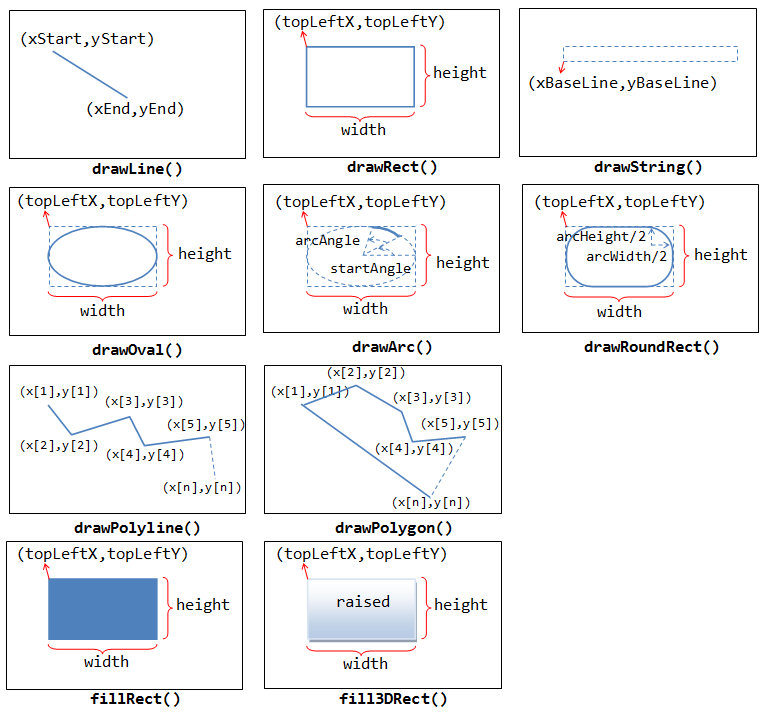 (xStart,yStart)
(xEnd,yEnd)
drawLine()
(topLeftX,topLeftY)
height
width
drawRect()
(xBaseLine,yBaseLine)
drawString()
(topLeftX,topLeftY)
height
width
drawOval()
(topLeftX,topLeftY)
arcAngle
startAngle
height
width
drawArc()
(topLeftX,topLeftY)
arcHeight/2
arcWidth/2
height
width
drawRoundRect()
(x[1],y[1])
(x[3],y[3])
(x[5],y[5])
(x[2],y[2])
(x[4],y[4])
(x[n],y[n])
drawPolyline()
(x[2],y[2])
(x[1],y[1])
(x[3],y[3])
(x[5],y[5])
(x[4],y[4])
(x[n],y[n])
drawPolygon()
(topLeftX,topLeftY)
height
width
fillRect()
(topLeftX,topLeftY)
raised
height
width
fill3DRect()